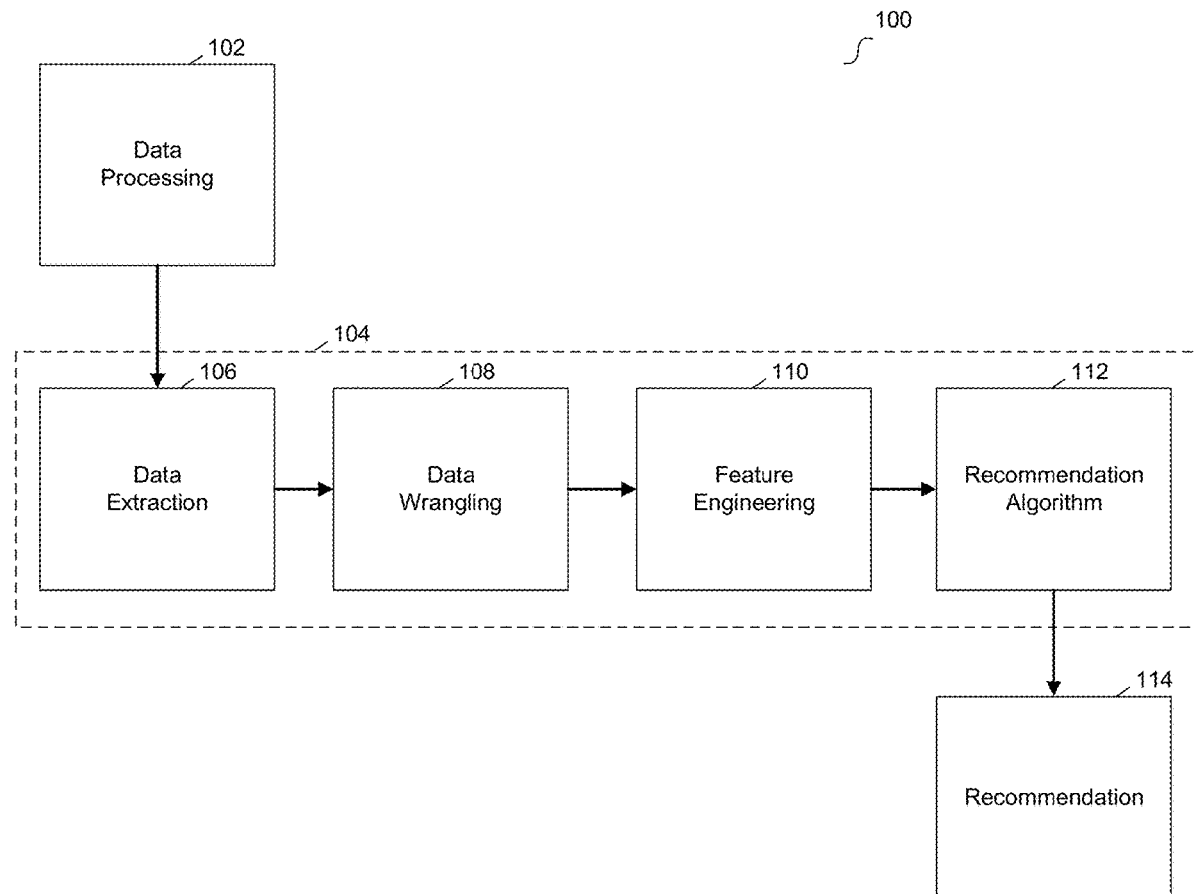 100
102
Data
Processing
104
106
Data
Extraction
108
Data
Wrangling
110
Feature
Engineering
112
Recommendation
Algorithm
114
Recommendation